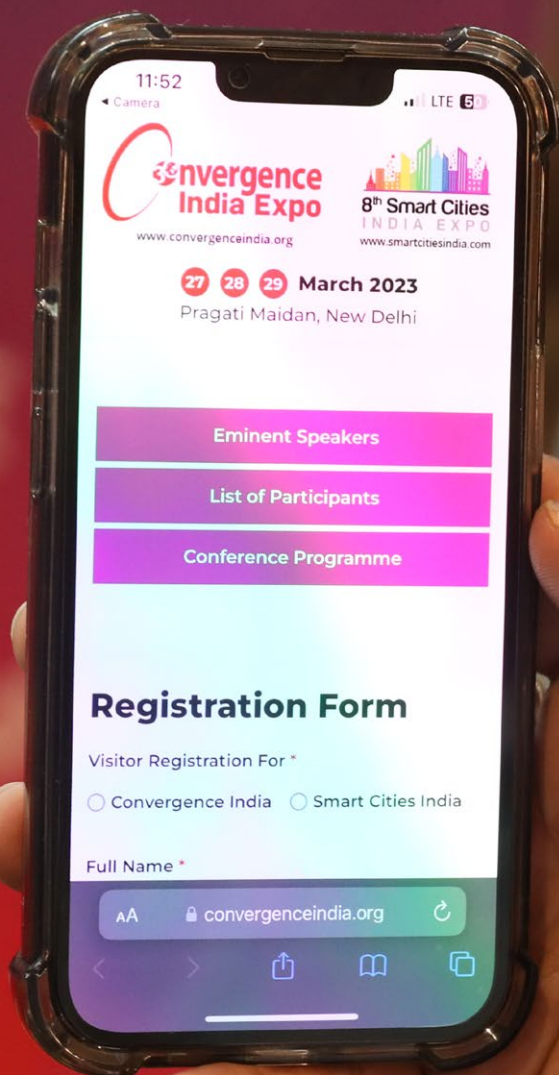 11:52
◀ Camera
LTE 50
Convergence
India Expo
www.convergenceindia.org
8th Smart Cities
INDIA EXPO
www.smartcitiesindia.com
27 28 29 March 2023
Pragati Maidan, New Delhi
Eminent Speakers
List of Participants
Conference Programme
Registration Form
Visitor Registration For *
Convergence India Smart Cities India
Full Name *
AA convergenceindia.org